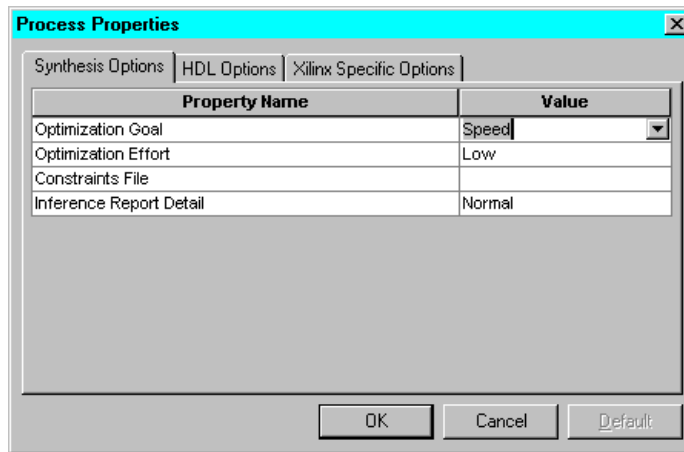 Process Properties
Synthesis Options HDL Options Xilinx Specific Options
Property Name Value
Optimization Goal Speed
Optimization Effort Low
Constraints File
Inference Report Detail Normal
OK Cancel Default